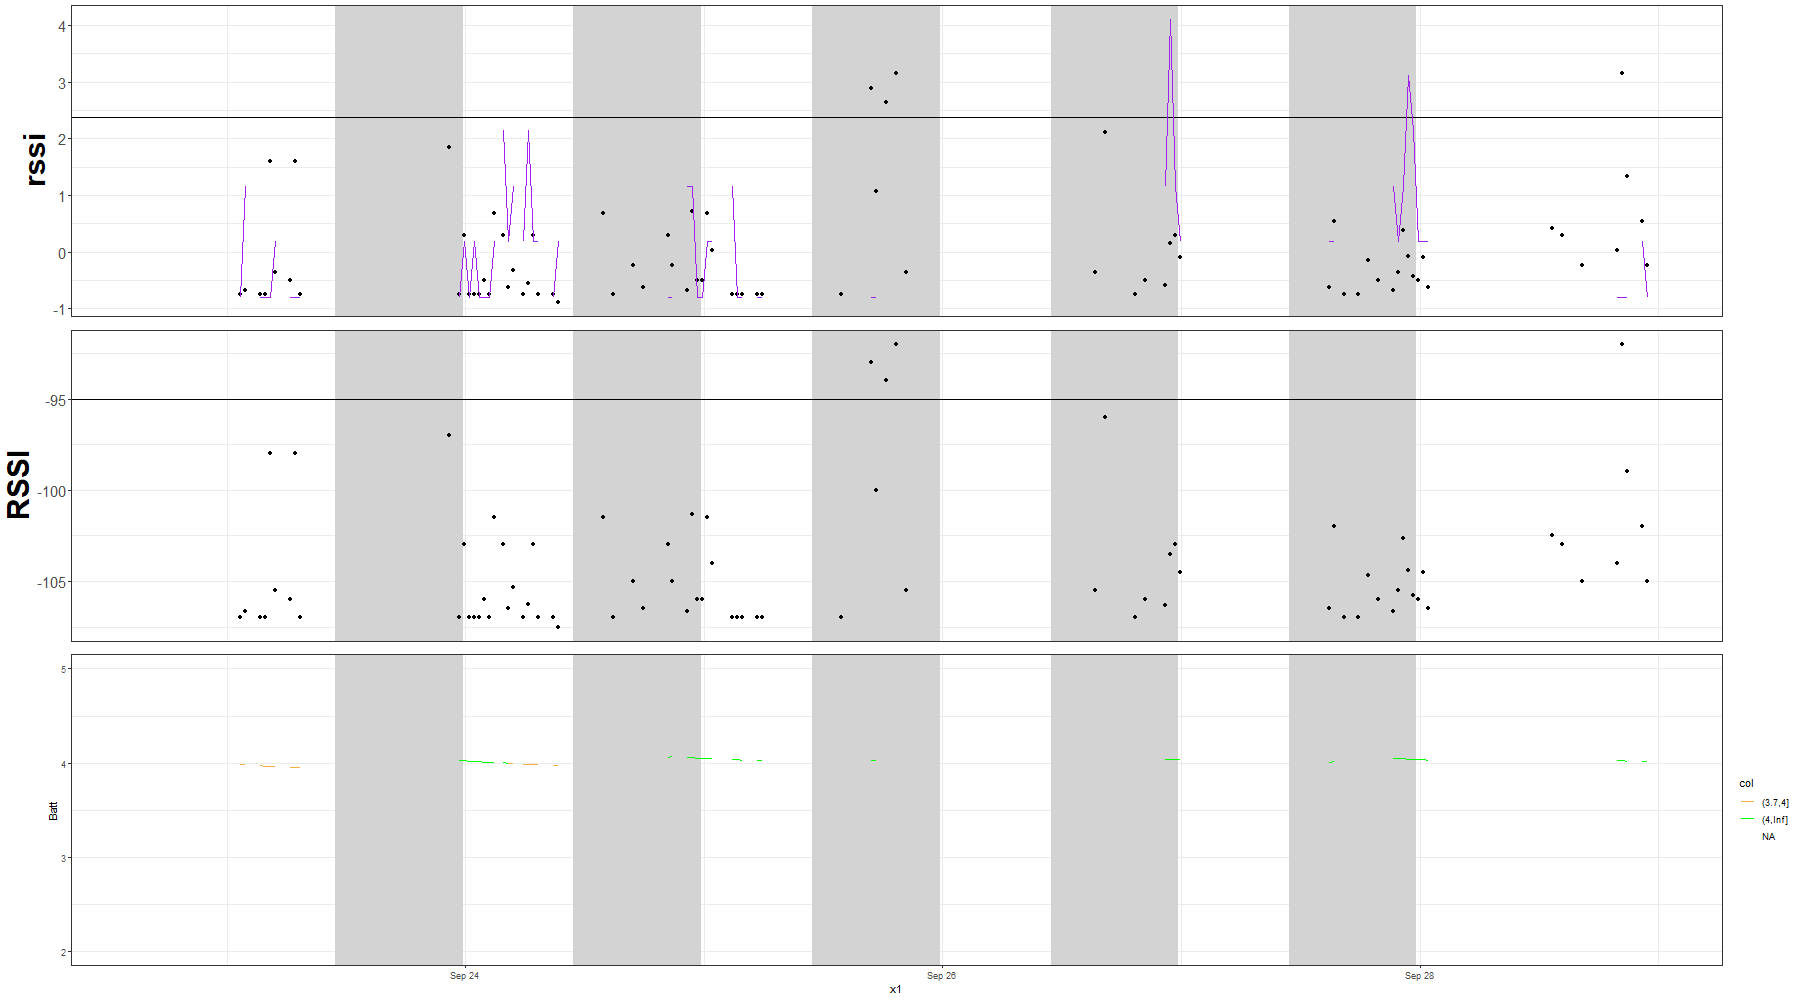 rssi
4
3
2
1
0
-1
RSSI
-95
-100
-105
Batt
5
4
3
2
Sep 24
Sep 26
Sep 28
x1
col
(3.7,4]
(4,Inf]
NA